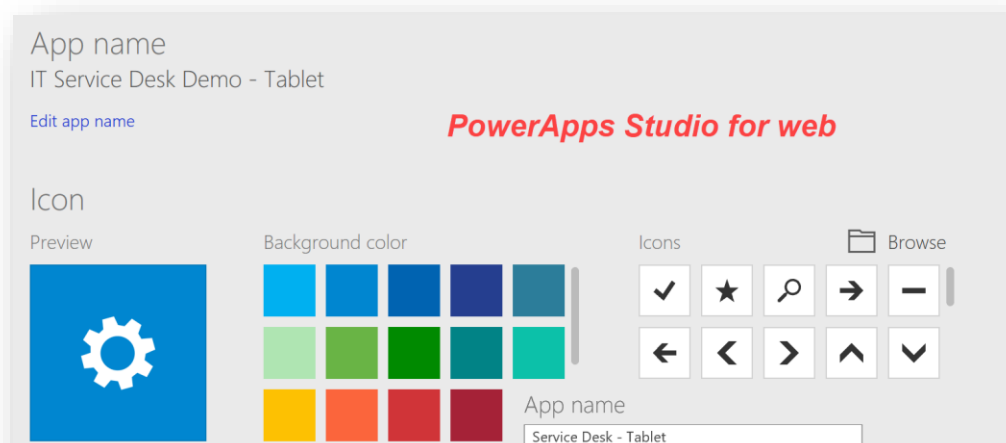 App name
IT Service Desk Demo - Tablet
Edit app name
PowerApps Studio for web
Icon
Preview
Background color
Icons
Browse
App name
Service Desk - Tablet